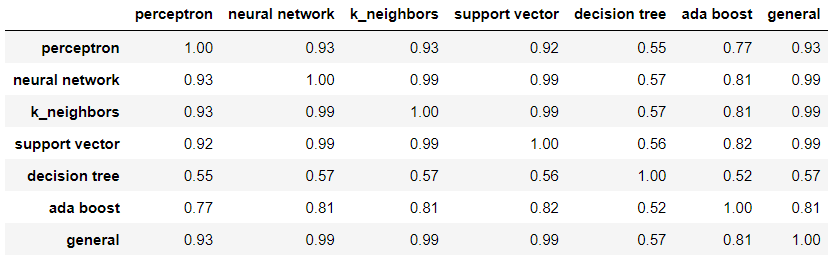 perceptron neural network k_neighbors support vector decision tree ada boost general
perceptron 1.00 0.93 0.93 0.92 0.55 0.77 0.93
neural network 0.93 1.00 0.99 0.99 0.57 0.81 0.99
k_neighbors 0.93 0.99 1.00 0.99 0.57 0.81 0.99
support vector 0.92 0.99 0.99 1.00 0.56 0.82 0.99
decision tree 0.55 0.57 0.57 0.56 1.00 0.52 0.57
ada boost 0.77 0.81 0.81 0.82 0.52 1.00 0.81
general 0.93 0.99 0.99 0.99 0.57 0.81 1.00